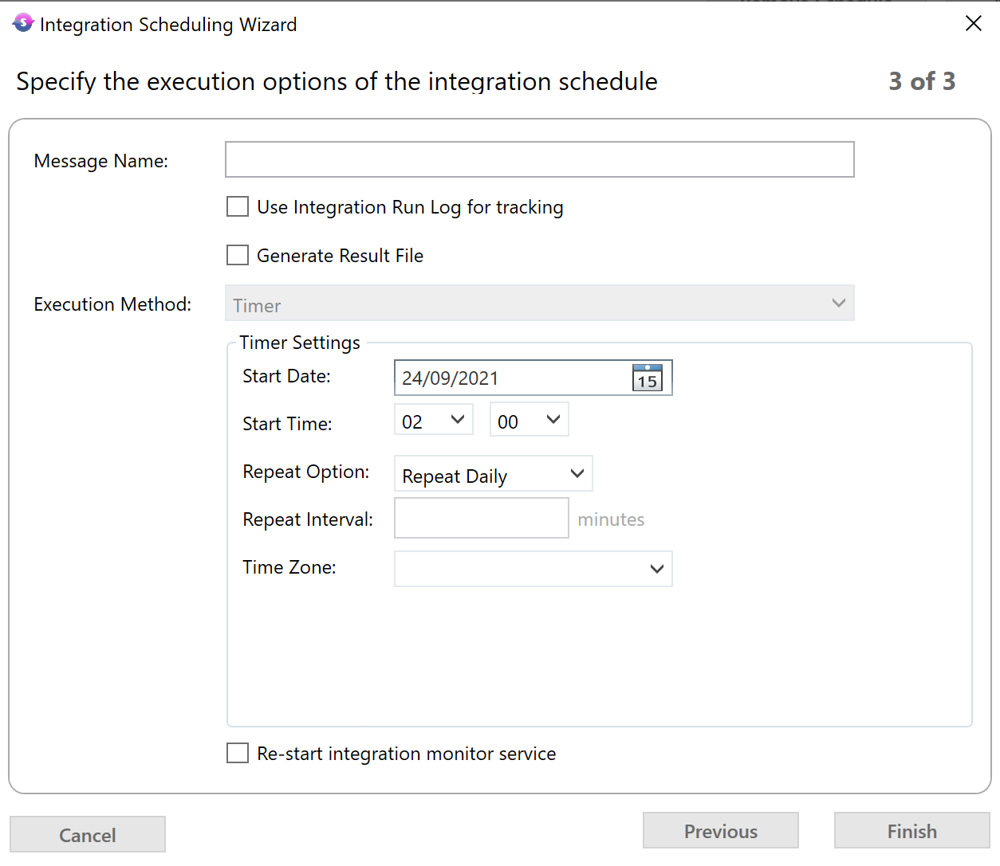 Integration Scheduling Wizard
Specify the execution options of the integration schedule 3 of 3
Message Name:
Use Integration Run Log for tracking
Generate Result File
Execution Method: Timer
Timer Settings
Start Date: 24/09/2021 15
Start Time: 02 00
Repeat Option: Repeat Daily
Repeat Interval: minutes
Time Zone:
Re-start integration monitor service
Cancel Previous Finish